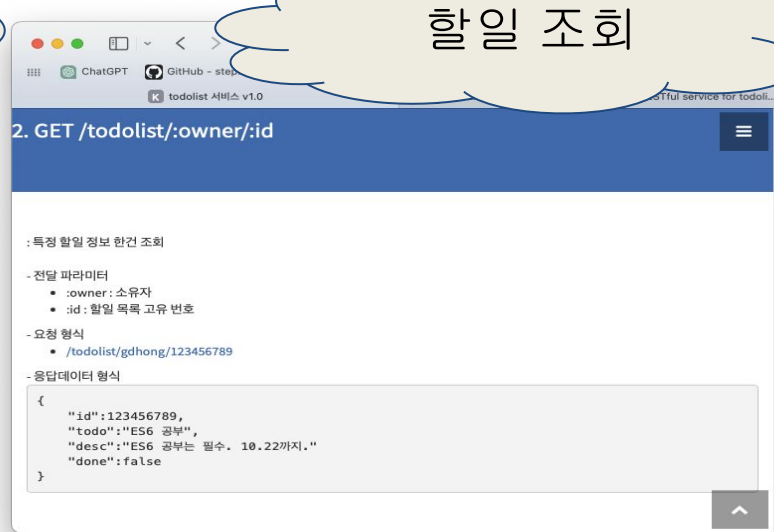 할일 조회
ChatGPT
GitHub - step
todolist 서비스 v1.0
STful service for todoli...
2. GET /todolist/:owner/:id
: 특정 할일 정보 한건 조회
- 전달 파라미터
• :owner : 소유자
• :id : 할일 목록 고유 번호
- 요청 형식
• /todolist/gdhong/123456789
- 응답데이터 형식
{
"id":123456789,
"todo":"ES6 공부",
"desc":"ES6 공부는 필수. 10.22까지."
"done":false
}